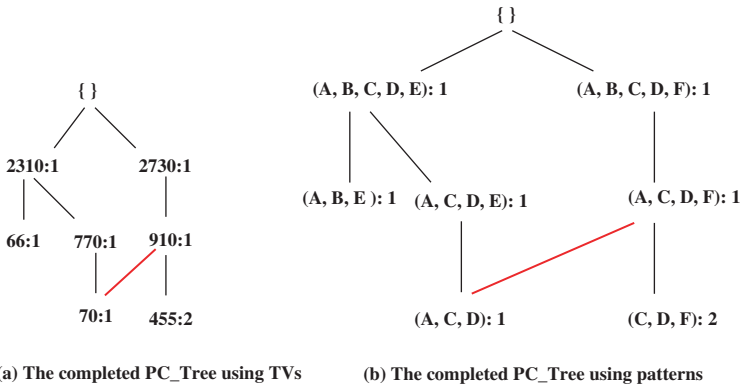 { }
(A, B, C, D, E): 1 (A, B, C, D, F): 1
{ }
2310:1 2730:1
(A, B, E ): 1 (A, C, D, E): 1 (A, C, D, F): 1
66:1 770:1 910:1
70:1 455:2 (A, C, D): 1 (C, D, F): 2
a) The completed PC_Tree using TVs (b) The completed PC_Tree using patterns